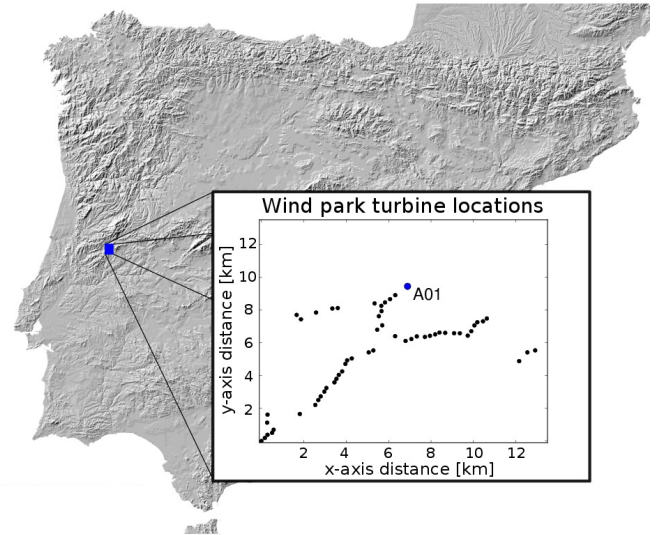 Wind park turbine locations
y-axis distance [km]
12
10
8
6
4
2
A01
2 4 6 8 10 12
x-axis distance [km]